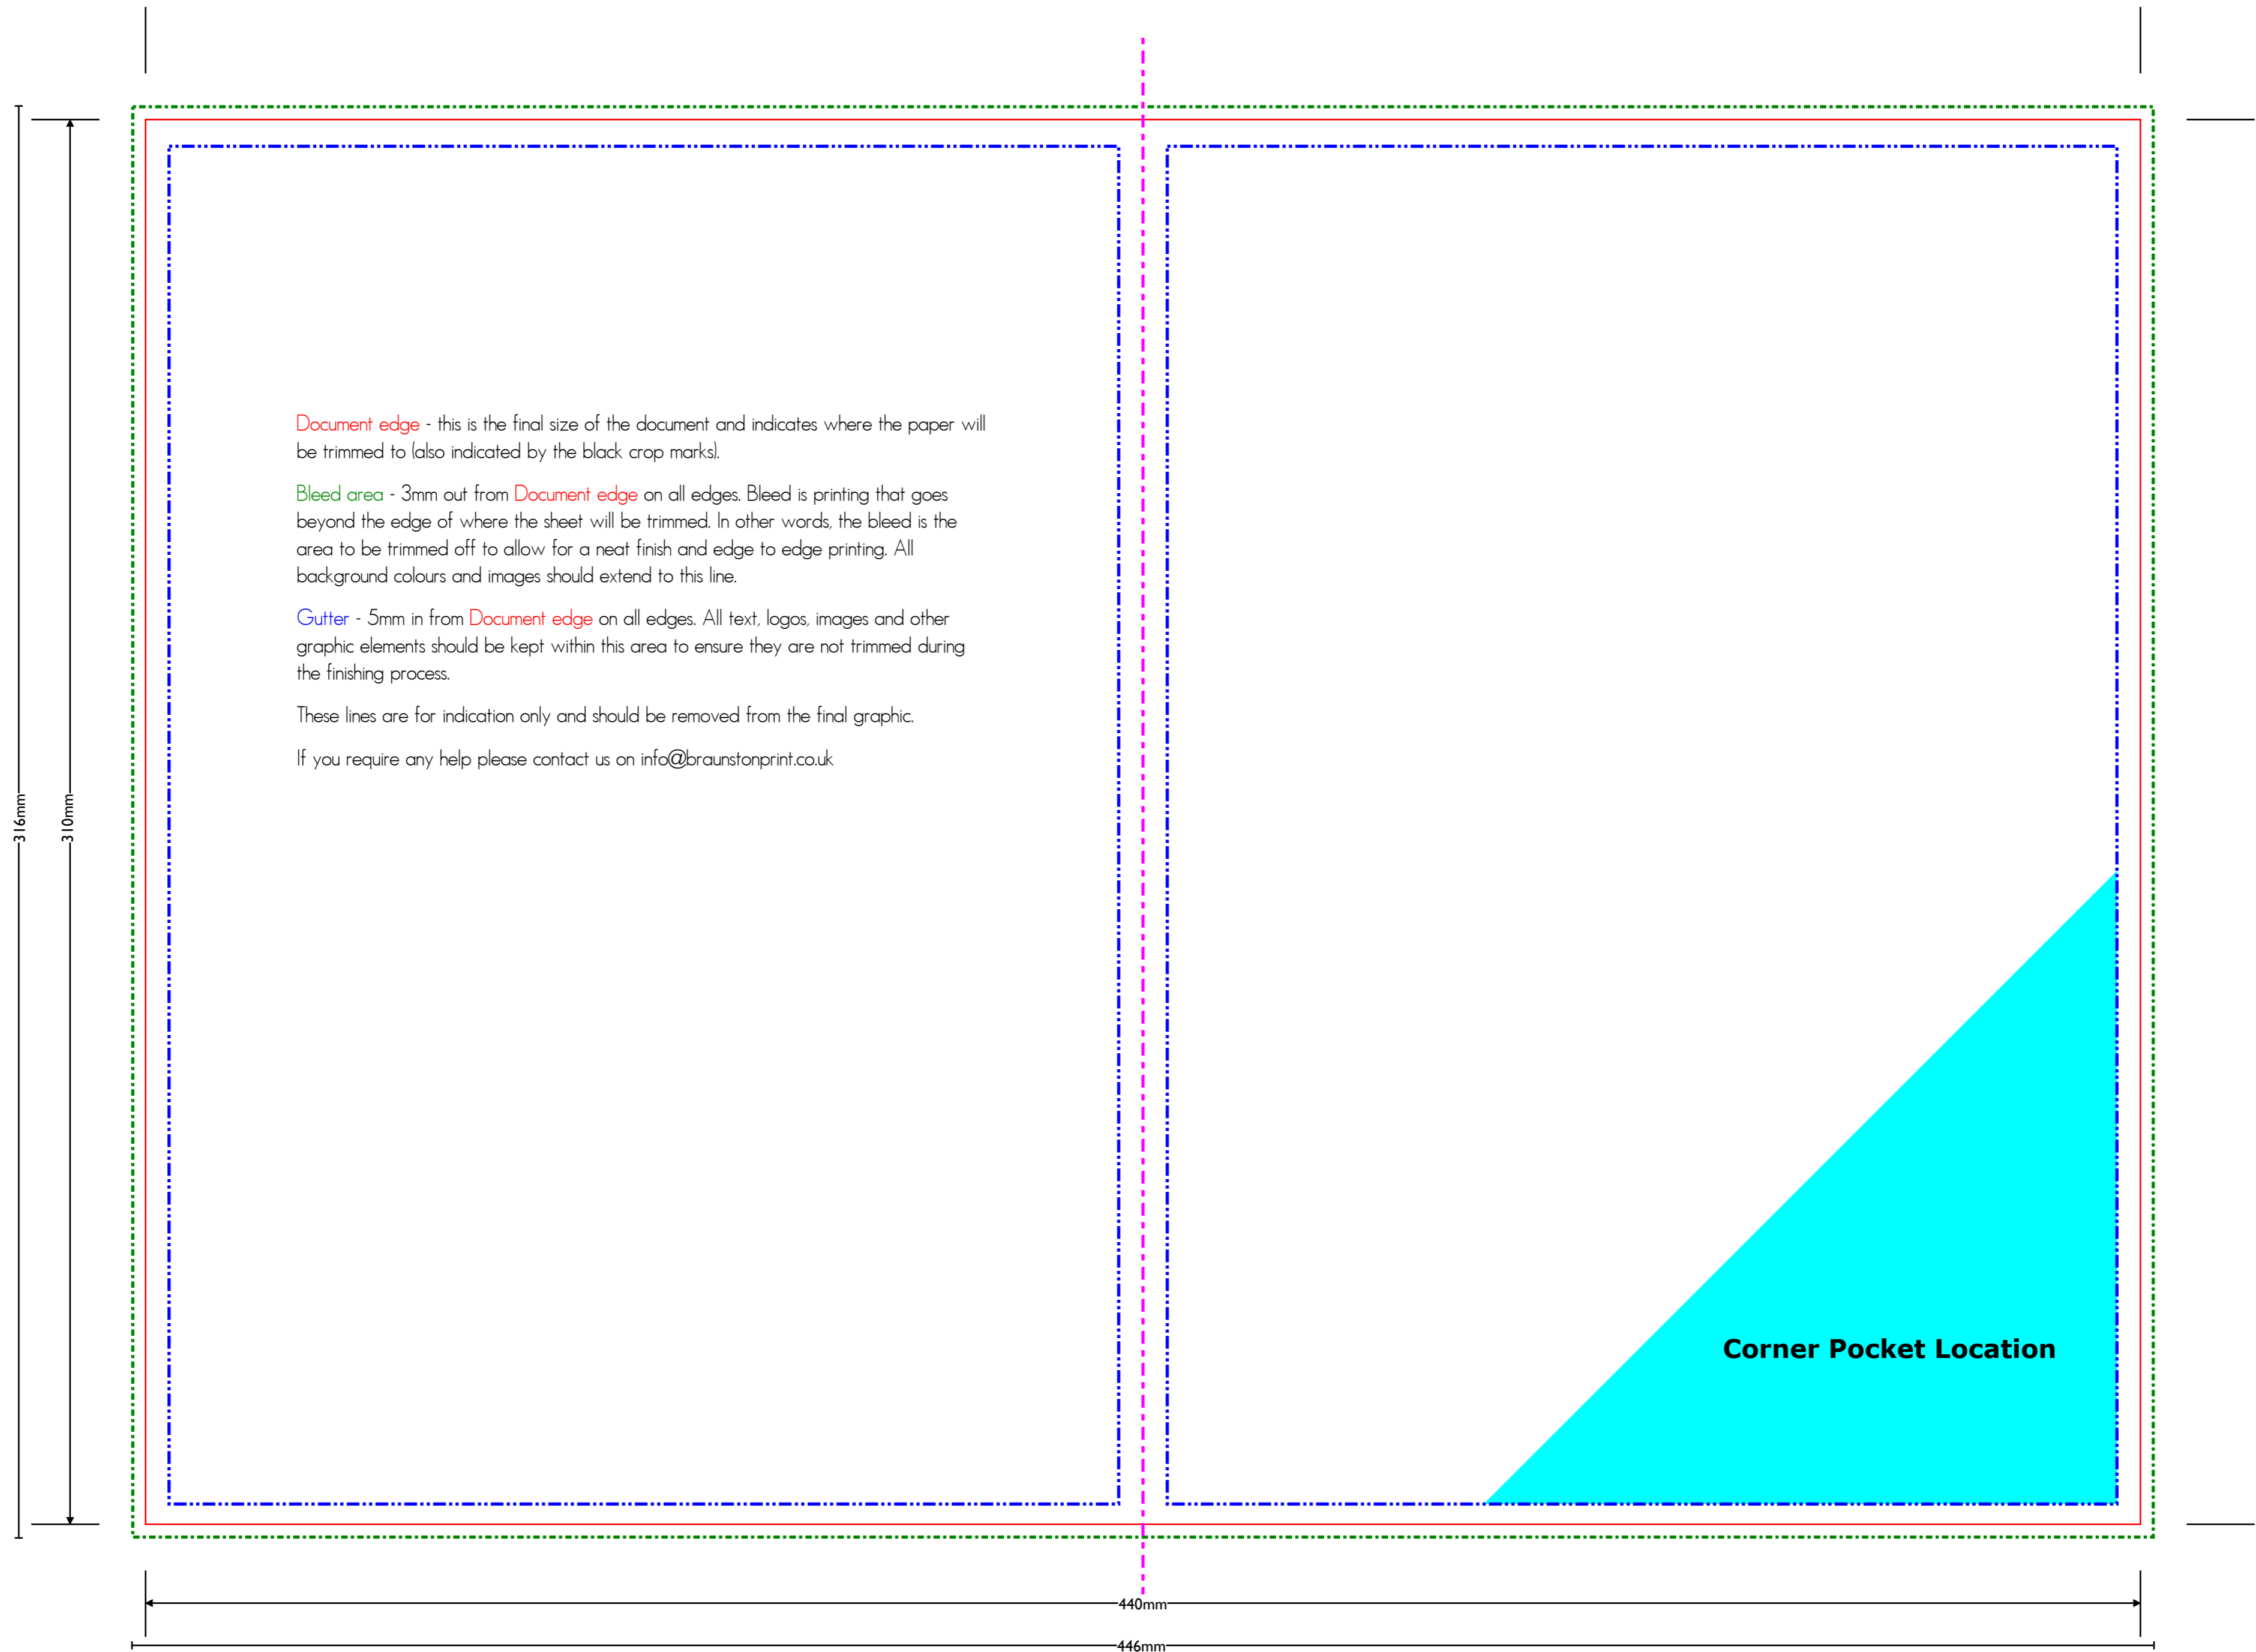 Document edge - this is the final size of the document and indicates where the paper will
be trimmed to (also indicated by the black crop marks).
Bleed area - 3mm out from Document edge on all edges. Bleed is printing that goes
beyond the edge of where the sheet will be trimmed. In other words, the bleed is the
area to be trimmed off to allow for a neat finish and edge to edge printing. All
background colours and images should extend to this line.
Gutter - 5mm in from Document edge on all edges. All text, logos, images and other
graphic elements should be kept within this area to ensure they are not trimmed during
the finishing process.
These lines are for indication only and should be removed from the final graphic.
If you require any help please contact us on info@braunstonprint.co.uk
316mm
310mm
Corner Pocket Location
440mm
446mm